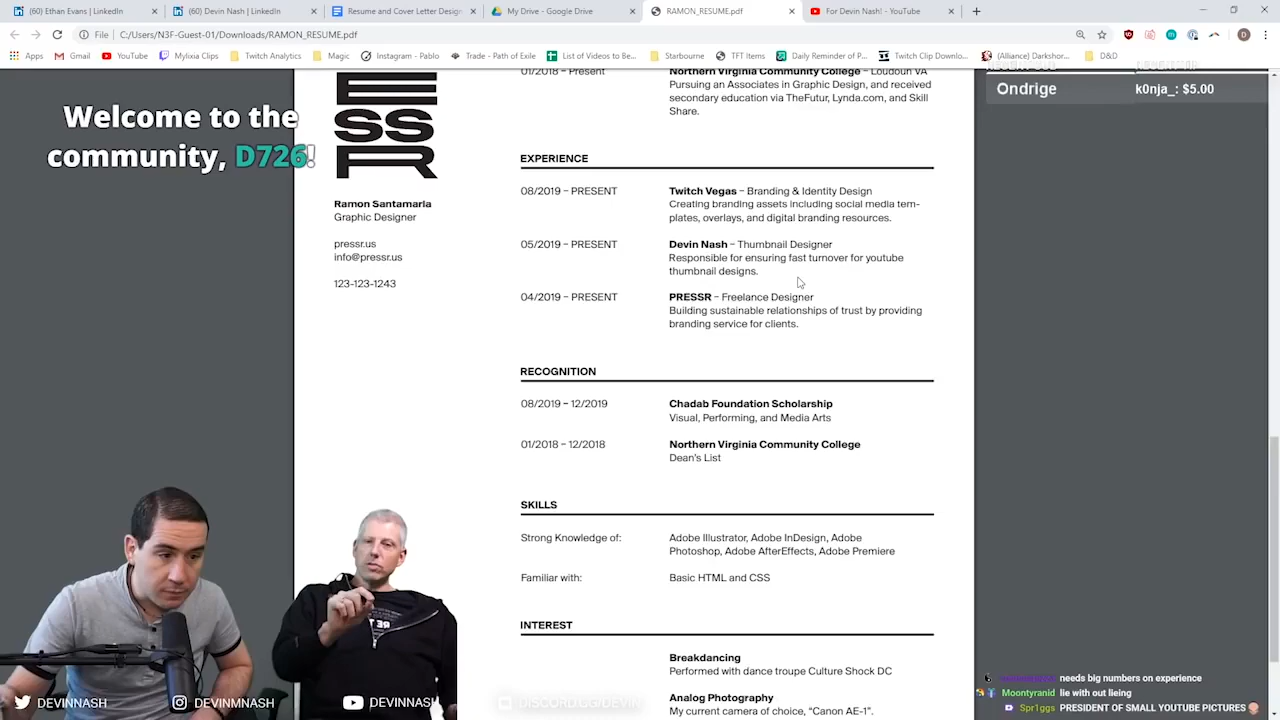 (60) Ethan Evans | LinkedIn
(60) Devin Nash | LinkedIn
Resume and Cover Letter Design
My Drive - Google Drive
RAMON_RESUME.pdf
For Devin Nash! - YouTube
File | C:/Users/N3F-Guest-01/Downloads/RAMON_RESUME.pdf
Apps
Gmail
YouTube
Mylixia Clips
Twitch Analytics
Magic
Instagram - Pablo
Trade - Path of Exile
List of Videos to Be...
Starbourne
TFT Items
Daily Reminder of P...
Twitch Clip Downlo...
(Alliance) Darkshor...
D&D
Welcome to the
community, D726!
E
SS
R
Ramon Santamaria
Graphic Designer
pressr.us
info@pressr.us
123-123-1243
01/2018 – Present
Northern Virginia Community College – Loudoun VA
Pursuing an Associates in Graphic Design, and received
secondary education via TheFutur, Lynda.com, and Skill
Share.
EXPERIENCE
08/2019 – PRESENT
Twitch Vegas – Branding & Identity Design
Creating branding assets including social media tem-
plates, overlays, and digital branding resources.
05/2019 – PRESENT
Devin Nash – Thumbnail Designer
Responsible for ensuring fast turnover for youtube
thumbnail designs.
04/2019 – PRESENT
PRESSR – Freelance Designer
Building sustainable relationships of trust by providing
branding service for clients.
RECOGNITION
08/2019 – 12/2019
Chadab Foundation Scholarship
Visual, Performing, and Media Arts
01/2018 – 12/2018
Northern Virginia Community College
Dean's List
SKILLS
Strong Knowledge of:
Adobe Illustrator, Adobe InDesign, Adobe
Photoshop, Adobe AfterEffects, Adobe Premiere
Familiar with:
Basic HTML and CSS
INTEREST
Breakdancing
Performed with dance troupe Culture Shock DC
Analog Photography
My current camera of choice, “Canon AE-1”.
Ondrige
k0njа_: $5.00
needs big numbers on experience
Moontyranid lie with out lieing
Spr1ggs PRESIDENT OF SMALL YOUTUBE PICTURES
DEVINNASH
DEVINNMASH
DEVINNASH
DISCORD.GG/DEVIN